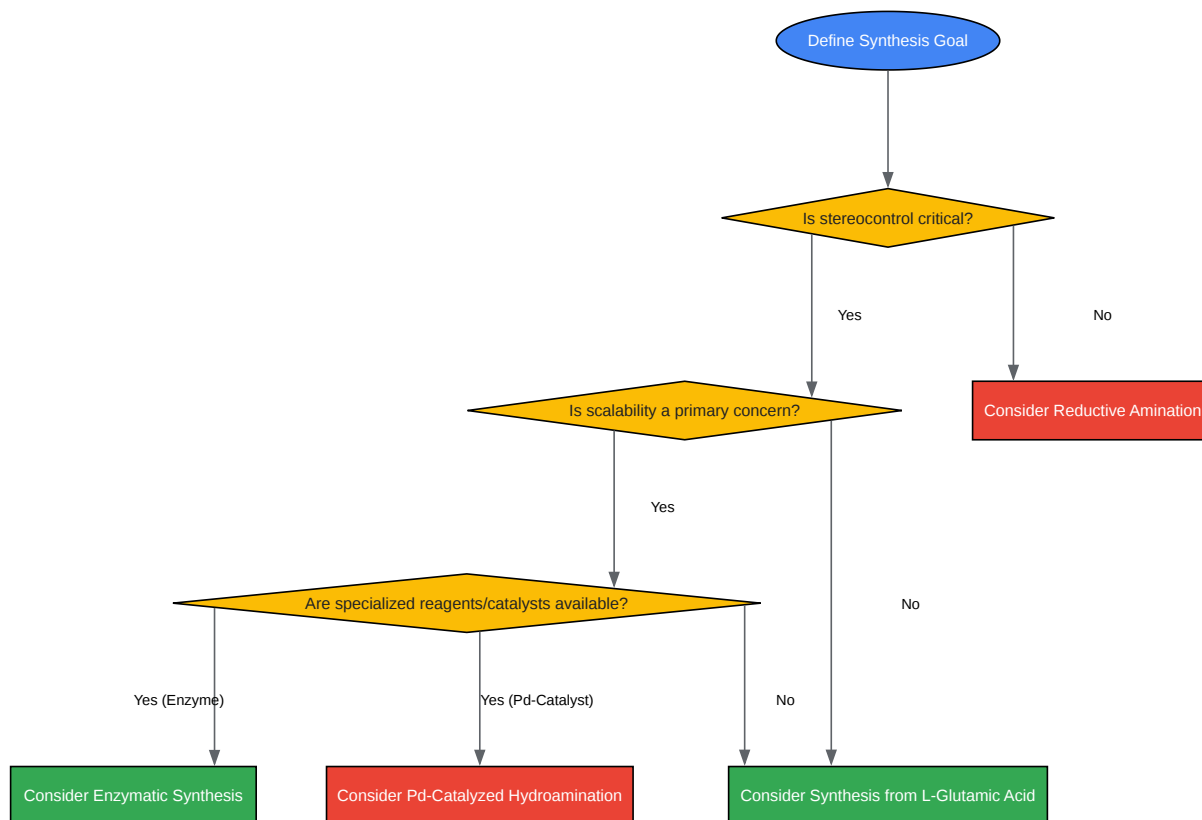 Define Synthesis Goal
Is stereocontrol critical?
Yes
No
Is scalability a primary concern?
Consider Reductive Amination
Yes
Are specialized reagents/catalysts available?
No
Yes (Enzyme)
Yes (Pd-Catalyst)
No
Consider Enzymatic Synthesis
Consider Pd-Catalyzed Hydroamination
Consider Synthesis from L-Glutamic Acid